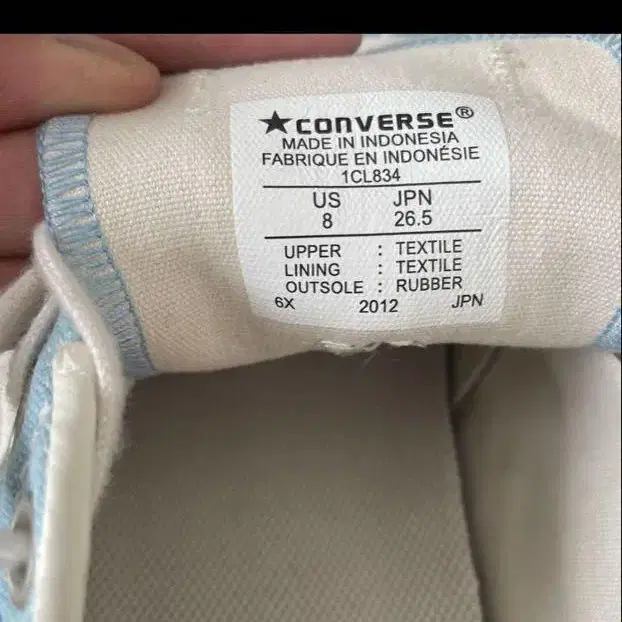 ★CONVERSE®
MADE IN INDONESIA
FABRIQUE EN INDONÉSIE
1CL834
US JPN
8 26.5
UPPER : TEXTILE
LINING : TEXTILE
OUTSOLE : RUBBER
6X 2012 JPN